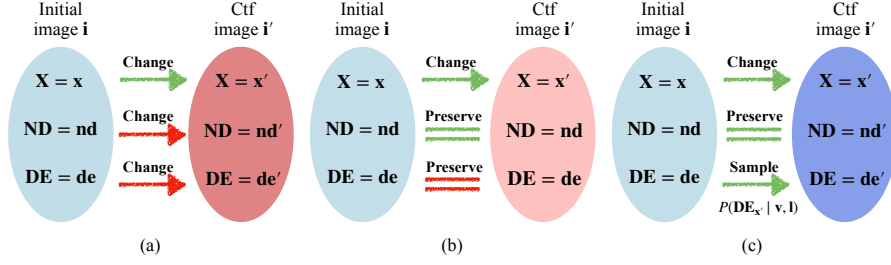 Initial
image i
Ctf
image i′
X = x
Change
X = x′
ND = nd
Change
ND = nd′
DE = de
Change
DE = de′
(a)
Initial
image i
Ctf
image i′
X = x
Change
X = x′
ND = nd
Preserve
ND = nd
DE = de
Preserve
DE = de
(b)
Initial
image i
Ctf
image i′
X = x
Change
X = x′
ND = nd
Preserve
ND = nd′
DE = de
Sample
DE = de′
P(DEₓ′ | v, l)
(c)